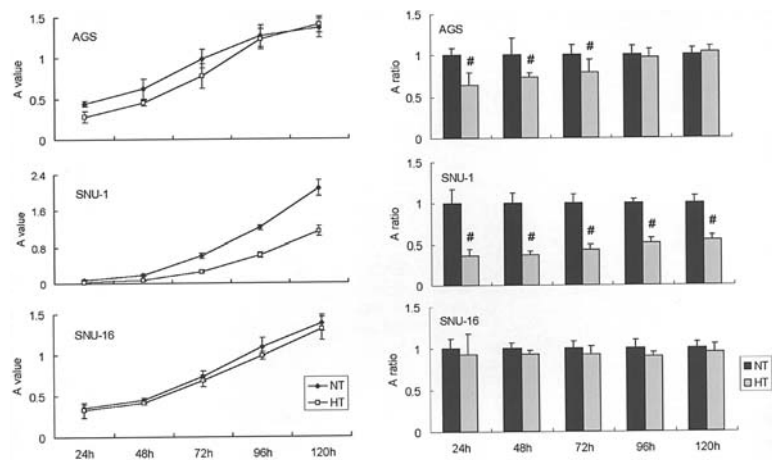 AGS
A value
1.5
1
0.5
0
AGS
A ratio
1.5
1
0.5
0
# # #
SNU-1
A value
2.4
1.6
0.8
0
SNU-1
A ratio
1.5
1
0.5
0
# # # # #
SNU-16
A value
1.5
1
0.5
0
NT
HT
24h 48h 72h 96h 120h
SNU-16
A ratio
1.5
1
0.5
0
NT
HT
24h 48h 72h 96h 120h